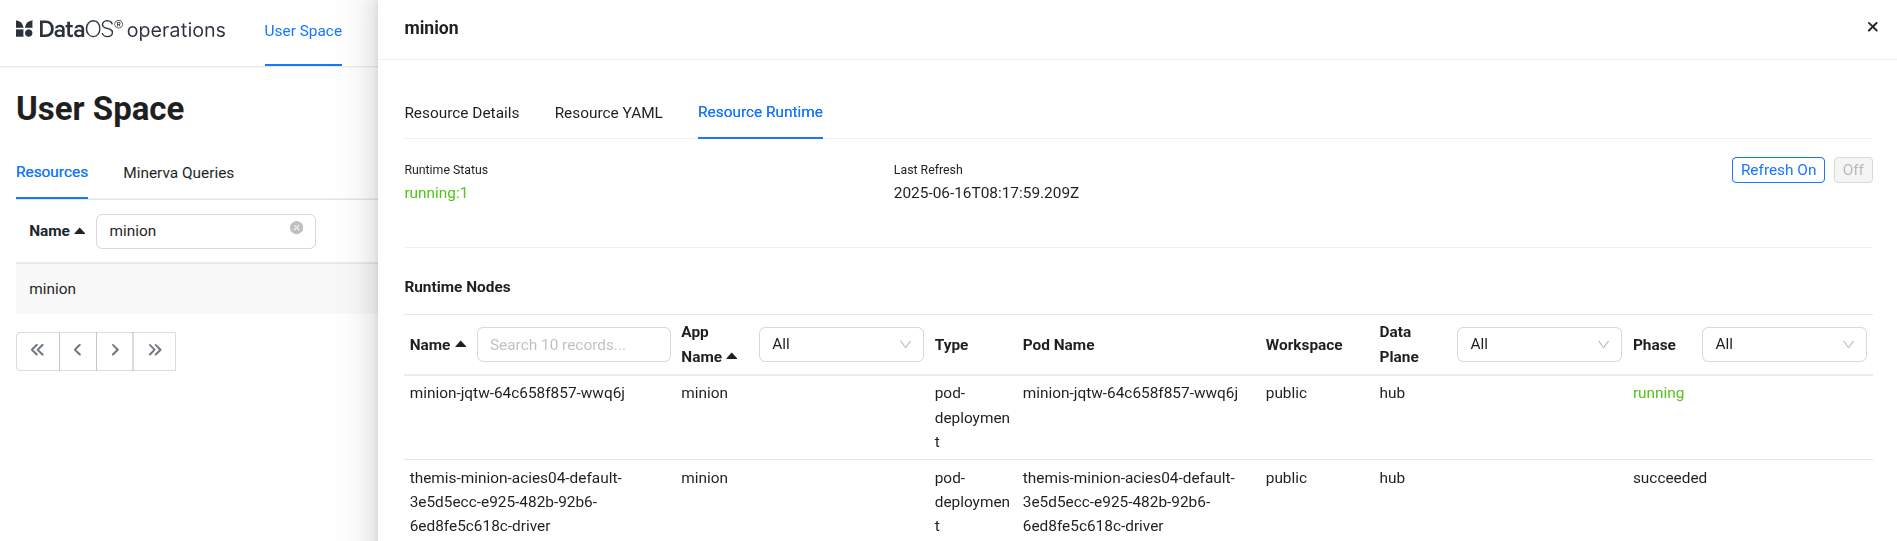 DataOS® operations
User Space
User Space
Resources
Minerva Queries
Name
minion
minion
minion
Resource Details
Resource YAML
Resource Runtime
Runtime Status
running:1
Last Refresh
2025-06-16T08:17:59.209Z
Refresh On
Off
Runtime Nodes
Name
Search 10 records...
App
Name
All
Type
Pod Name
Workspace
Data
Plane
All
Phase
All
minion-jqtw-64c658f857-wwq6j
minion
pod-
deploymen
t
minion-jqtw-64c658f857-wwq6j
public
hub
running
themis-minion-acies04-default-
3e5d5ecc-e925-482b-92b6-
6ed8fe5c618c-driver
minion
pod-
deploymen
t
themis-minion-acies04-default-
3e5d5ecc-e925-482b-92b6-
6ed8fe5c618c-driver
public
hub
succeeded